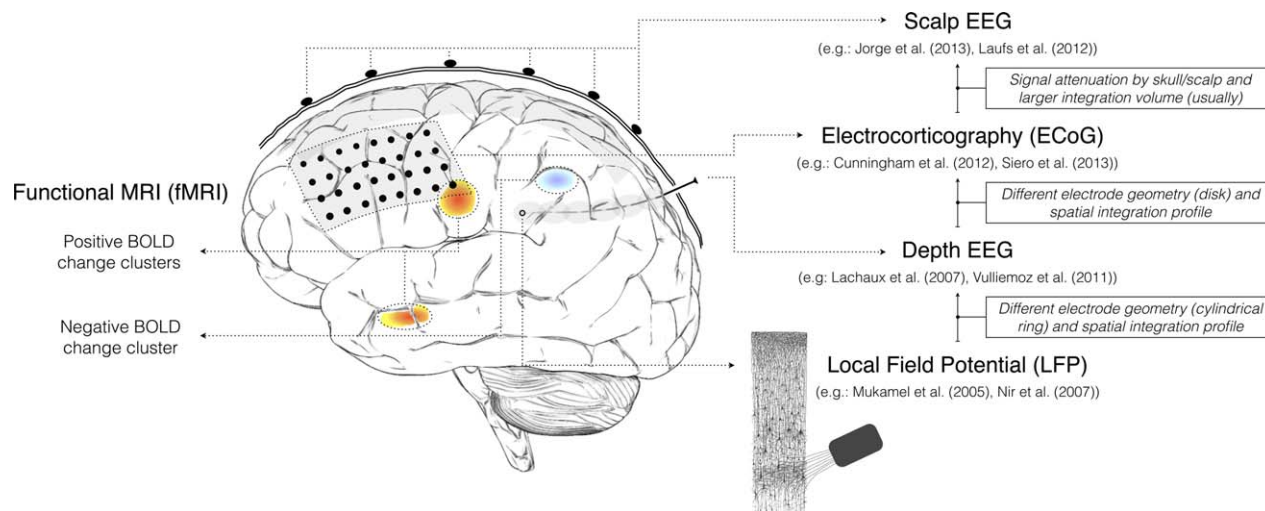 Scalp EEG
(e.g.: Jorge et al. (2013), Laufs et al. (2012))
Signal attenuation by skull/scalp and
larger integration volume (usually)
Electrocorticography (ECoG)
(e.g.: Cunningham et al. (2012), Siero et al. (2013))
Functional MRI (fMRI)
Different electrode geometry (disk) and
spatial integration profile
Positive BOLD
change clusters
Depth EEG
(e.g: Lachaux et al. (2007), Vulliemoz et al. (2011))
Different electrode geometry (cylindrical
ring) and spatial integration profile
Negative BOLD
change cluster
Local Field Potential (LFP)
(e.g.: Mukamel et al. (2005), Nir et al. (2007))